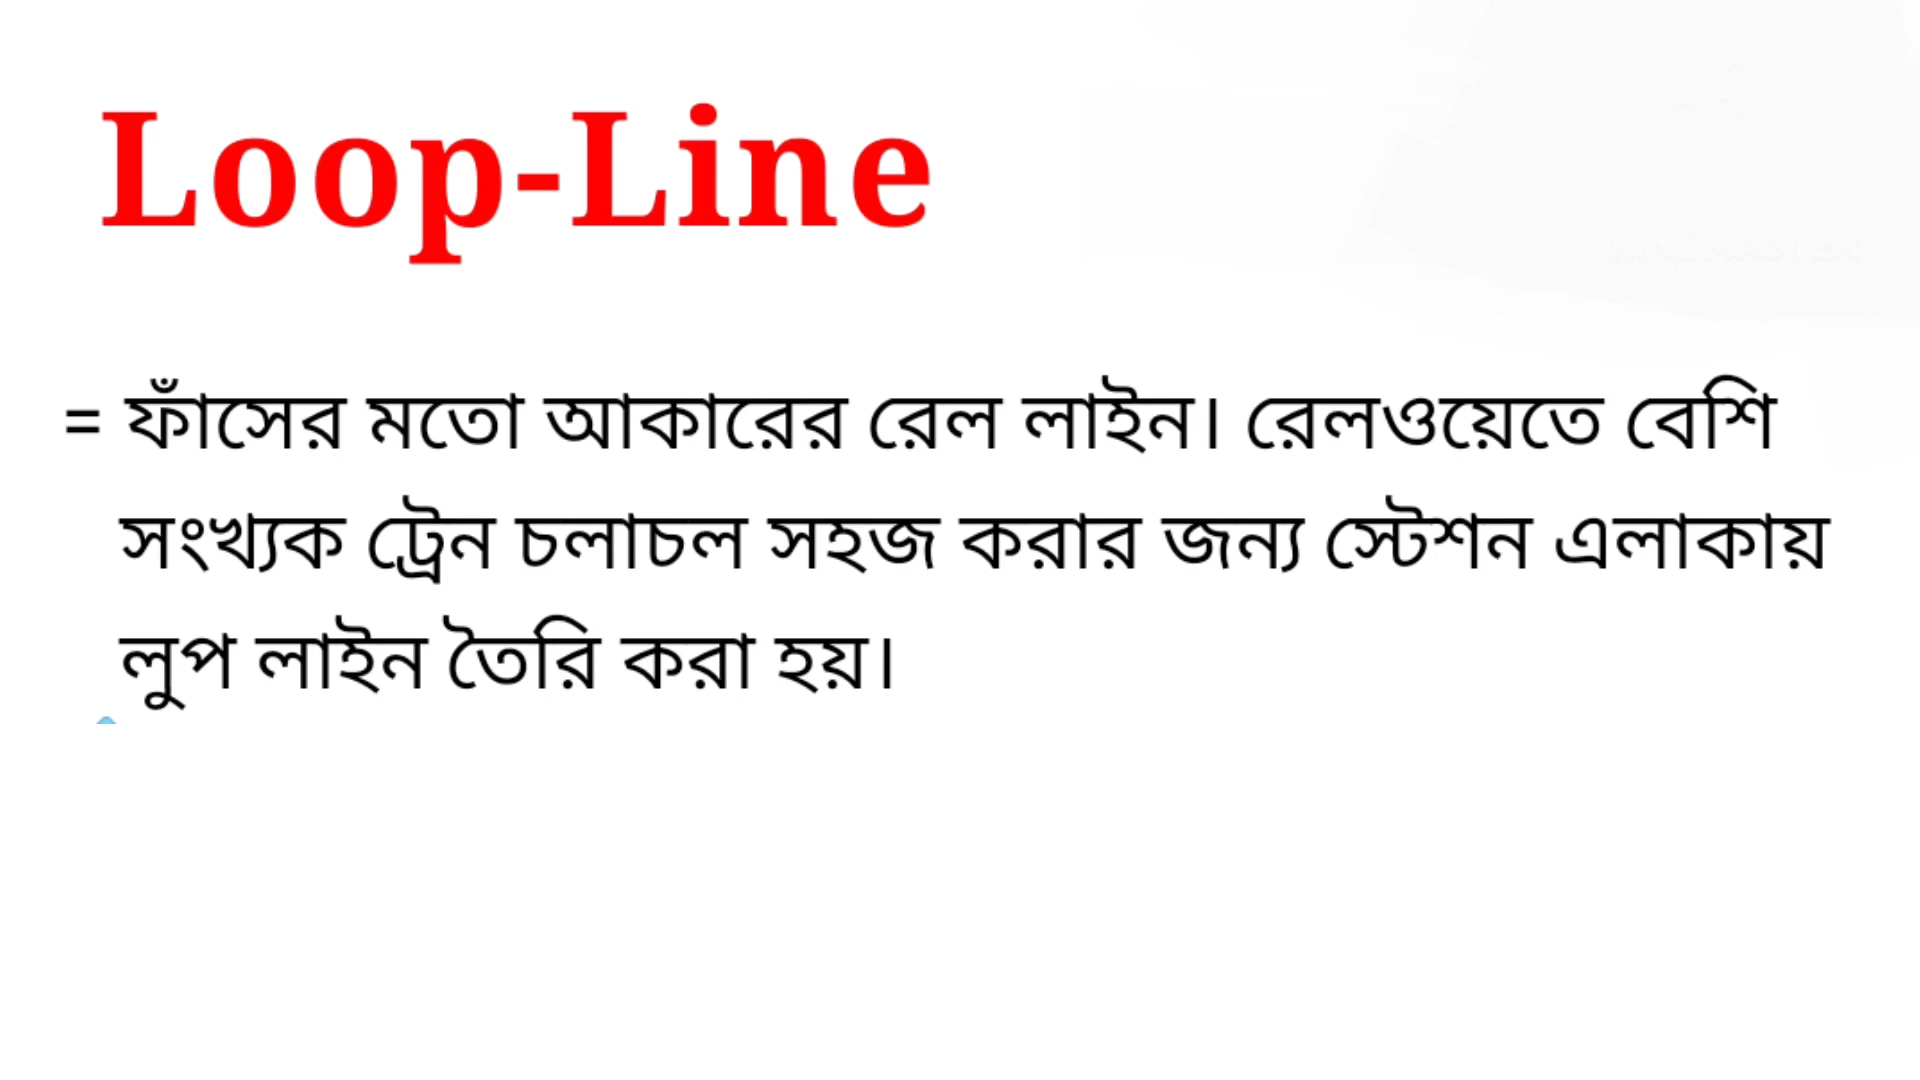 Loop-Line
= ফাঁসের মতো আকারের রেল লাইন। রেলওয়েতে বেশি
সংখ্যক ট্রেন চলাচল সহজ করার জন্য স্টেশন এলাকায়
লুপ লাইন তৈরি করা হয়।